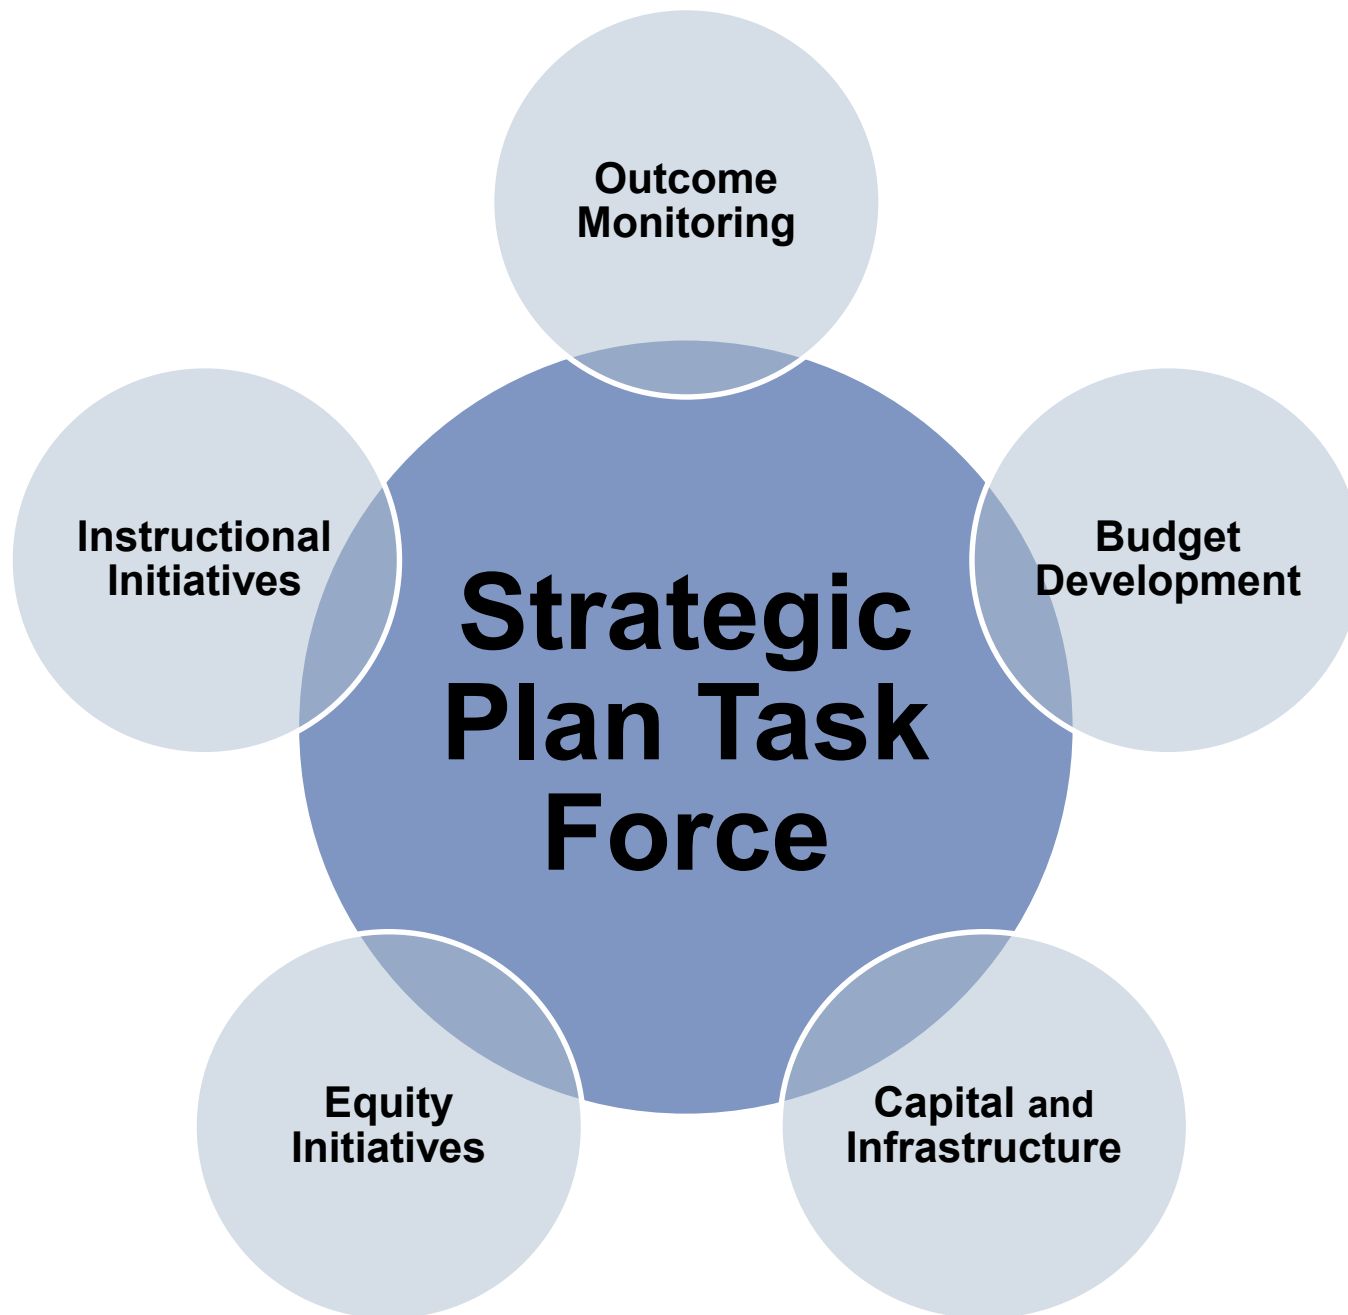 Outcome
Monitoring
Instructional
Initiatives
Budget
Development
Strategic
Plan Task
Force
Equity
Initiatives
Capital and
Infrastructure